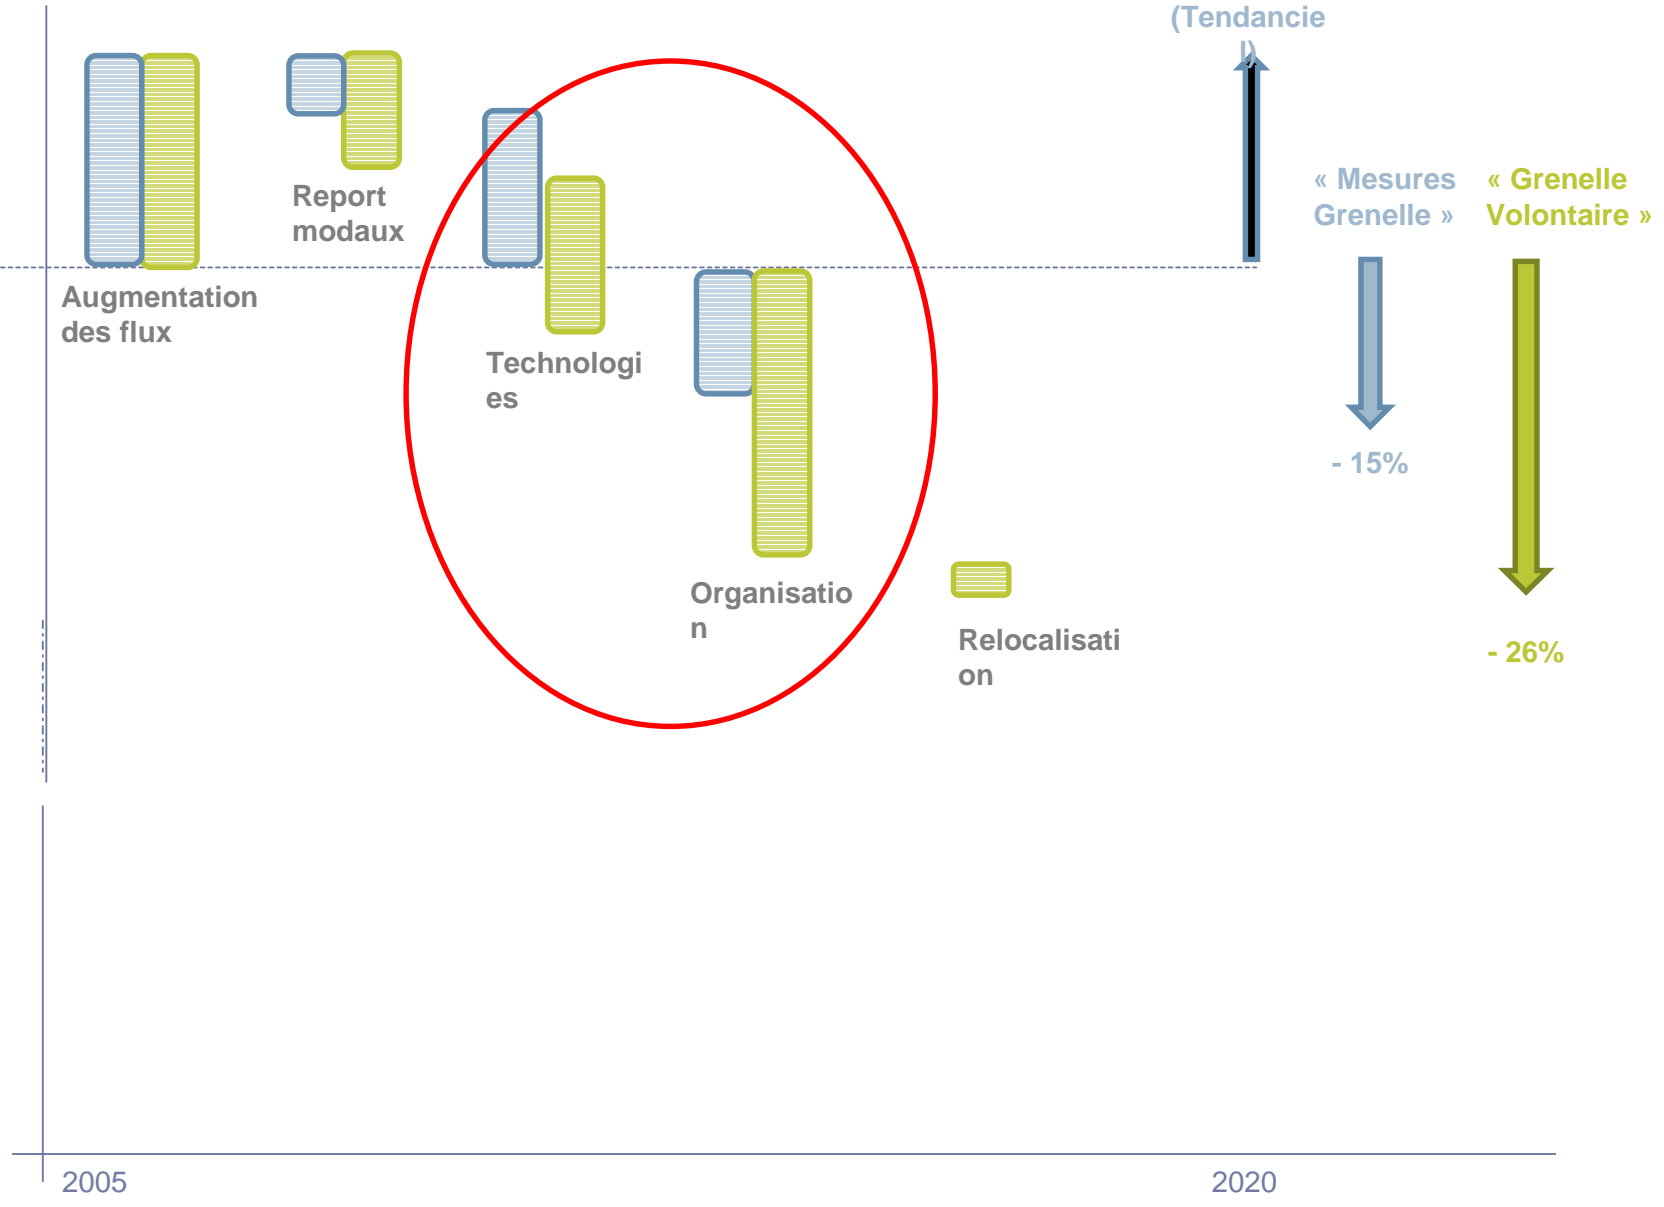 (Tendancie
l)
« Mesures
Grenelle »
« Grenelle
Volontaire »
Report
modaux
Augmentation
des flux
Technologi
es
- 15%
Organisatio
n
Relocalisati
on
- 26%
2005
2020